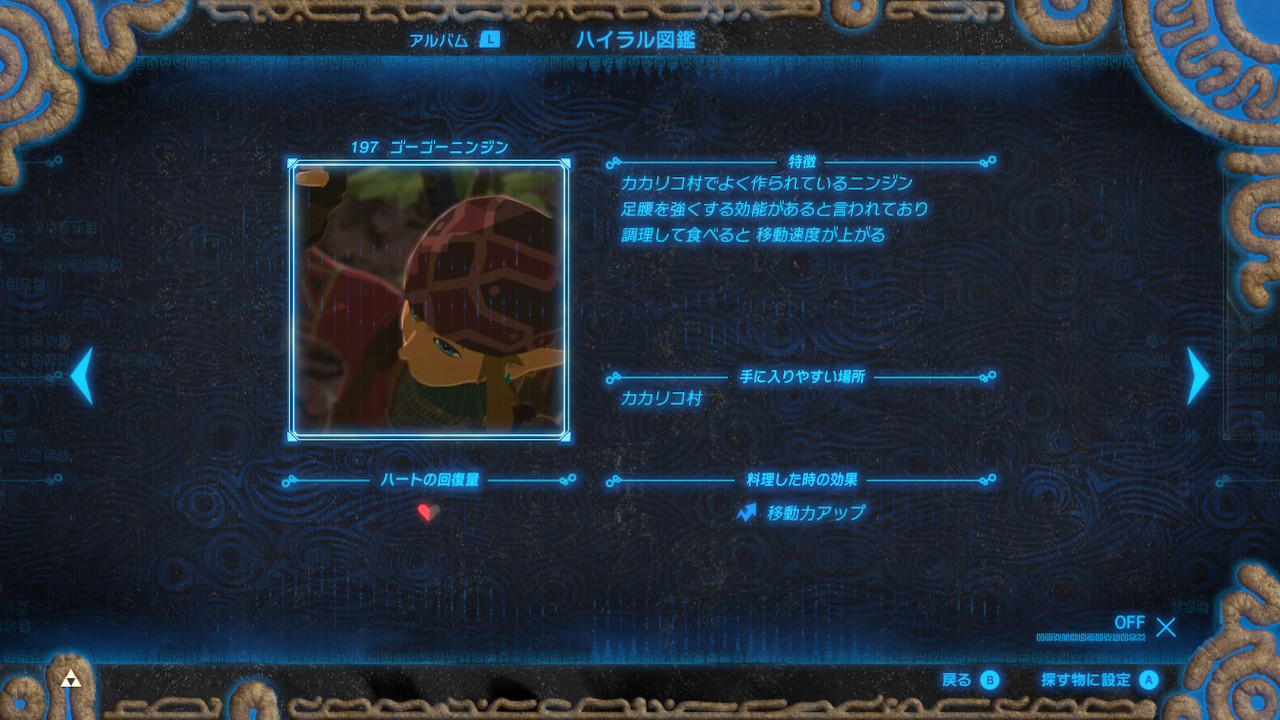 アルバム L
ハイラル図鑑
197 ゴーゴーニンジン
特徴
カカリコ村でよく作られているニンジン
足腰を強くする効能があると言われており
調理して食べると 移動速度が上がる
手に入りやすい場所
カカリコ村
ハートの回復量
料理した時の効果
移動力アップ
OFF
戻る B
探す物に設定 A